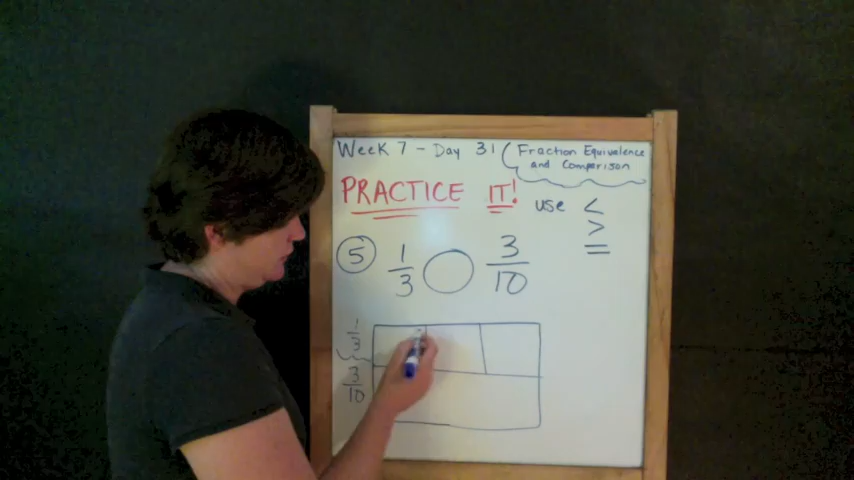 Week 7 - Day 31 Fraction Equivalence and Comparison
PRACTICE IT!
use <
>
=
5 1/3 3/10
1/3
3/10